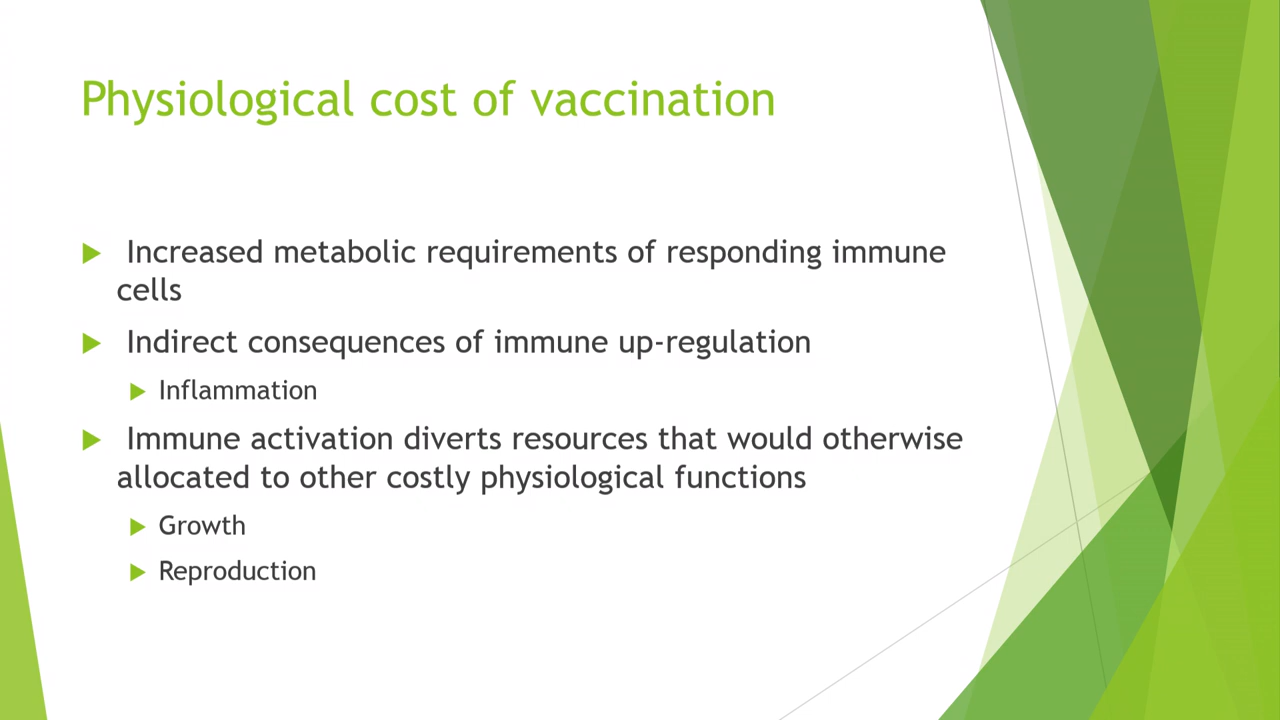 Physiological cost of vaccination
Increased metabolic requirements of responding immune
cells
Indirect consequences of immune up-regulation
Inflammation
Immune activation diverts resources that would otherwise
allocated to other costly physiological functions
Growth
Reproduction